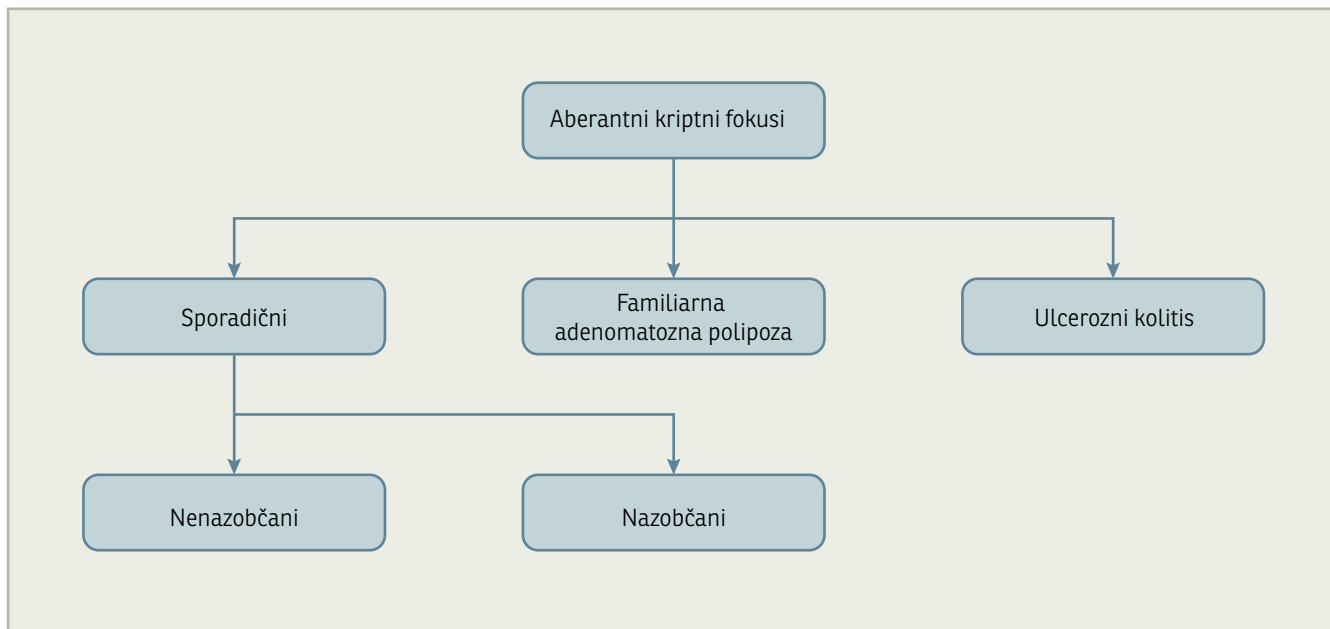 Aberantni kriptni fokusi
Sporadični
Familiarna
adenomatozna polipoza
Ulcerozni kolitis
Nenazobčani
Nazobčani